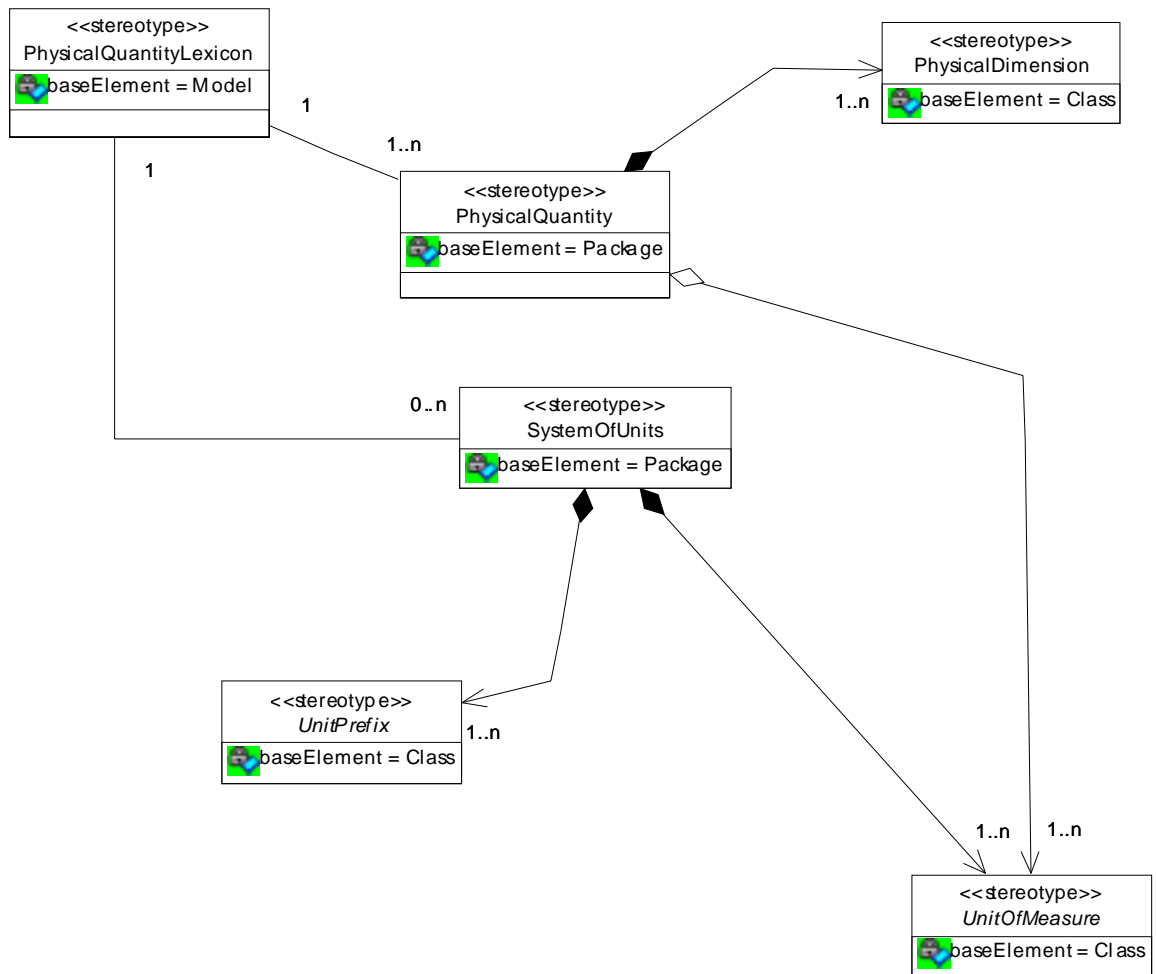 <<stereotype>>
PhysicalQuantityLexicon
baseElement = Model
<<stereotype>>
PhysicalDimension
baseElement = Class
1
1..n
1..n
1
<<stereotype>>
PhysicalQuantity
baseElement = Package
0..n
<<stereotype>>
SystemOfUnits
baseElement = Package
<<stereotype>>
UnitPrefix
baseElement = Class
1..n
1..n
1..n
<<stereotype>>
UnitOfMeasure
baseElement = Class